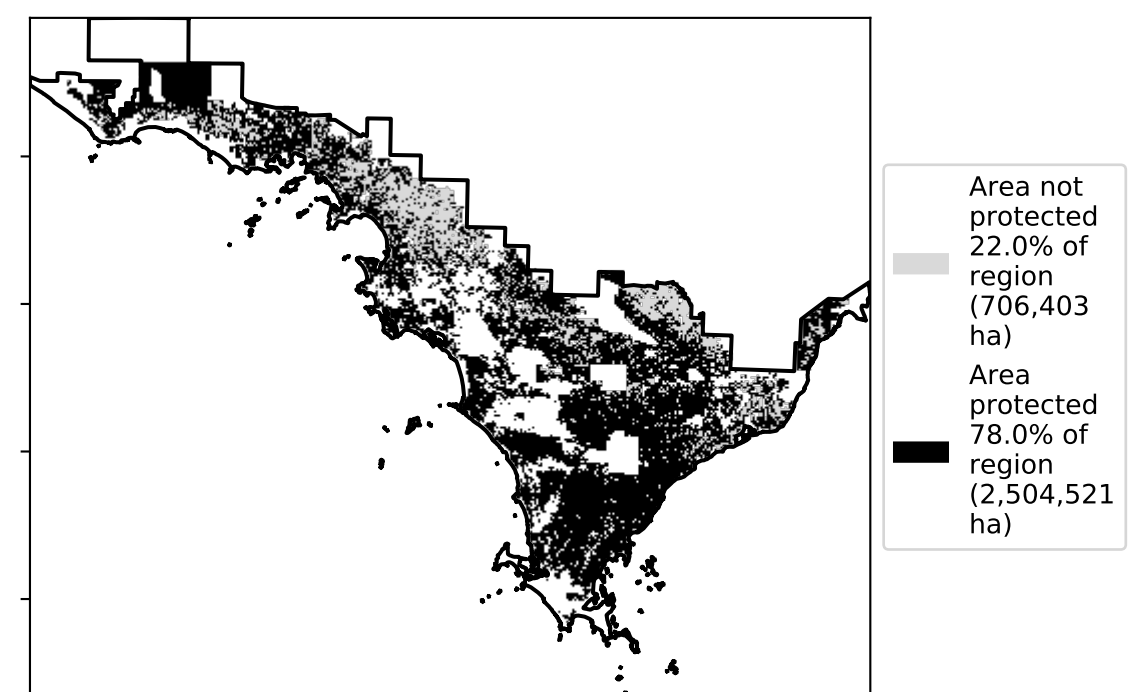 Area not
protected
22.0% of
region
(706,403
ha)
Area
protected
78.0% of
region
(2,504,521
ha)